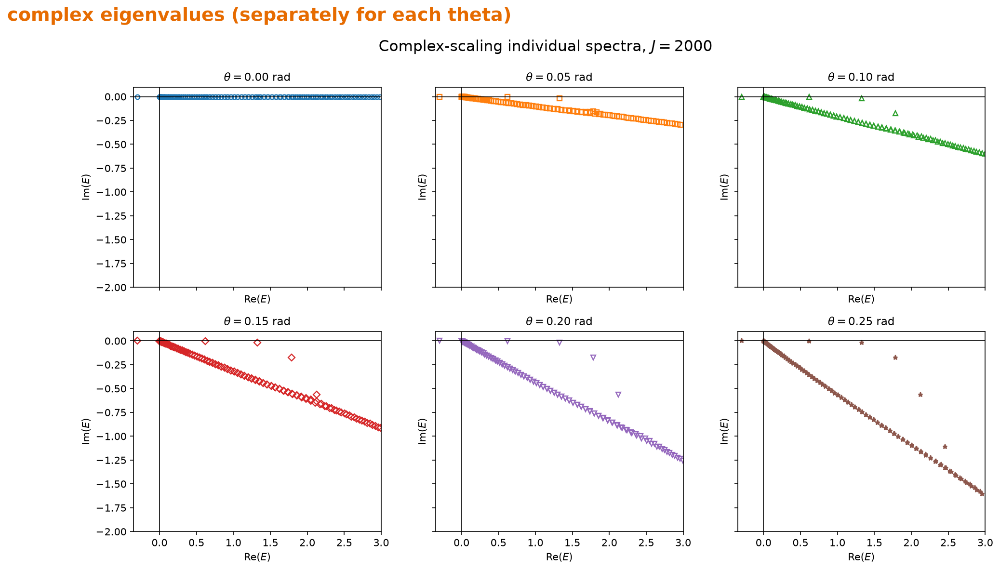 complex eigenvalues (separately for each theta)
Complex-scaling individual spectra, J = 2000
θ = 0.00 rad
θ = 0.05 rad
θ = 0.10 rad
0.00
−0.25
−0.50
−0.75
−1.00
−1.25
−1.50
−1.75
−2.00
Im(E)
Im(E)
Im(E)
Re(E)
Re(E)
Re(E)
θ = 0.15 rad
θ = 0.20 rad
θ = 0.25 rad
0.00
−0.25
−0.50
−0.75
−1.00
−1.25
−1.50
−1.75
−2.00
Im(E)
Im(E)
Im(E)
0.0 0.5 1.0 1.5 2.0 2.5 3.0
0.0 0.5 1.0 1.5 2.0 2.5 3.0
0.0 0.5 1.0 1.5 2.0 2.5 3.0
Re(E)
Re(E)
Re(E)